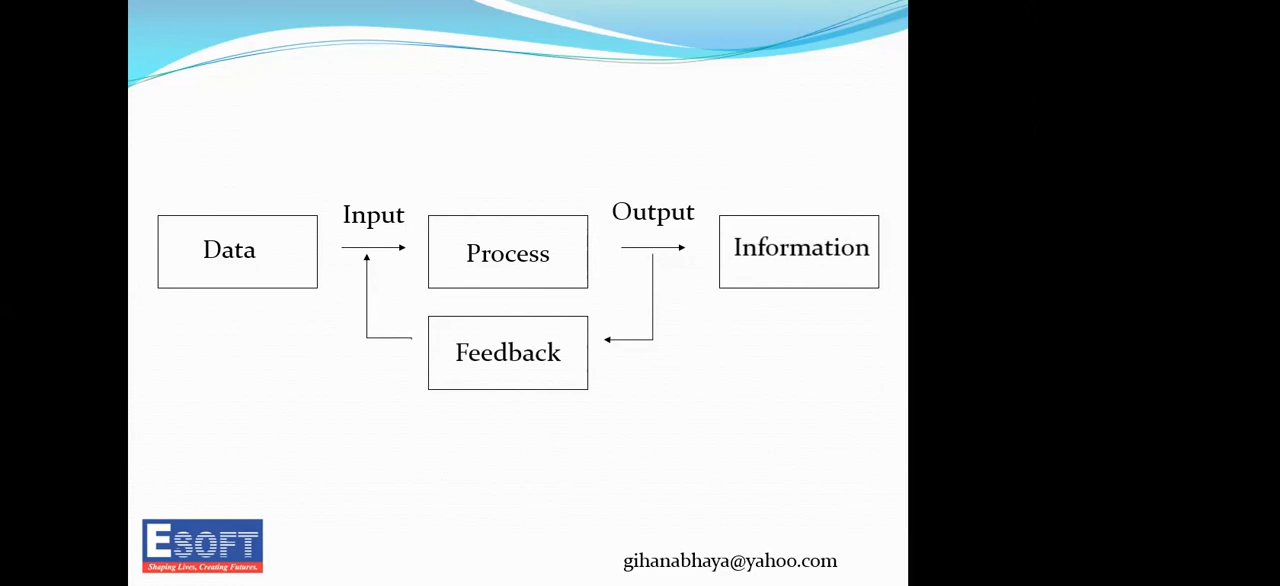 Input
Output
Data
Process
Information
Feedback
ESOFT
Shaping Lives, Creating Futures.
gihanabhaya@yahoo.com